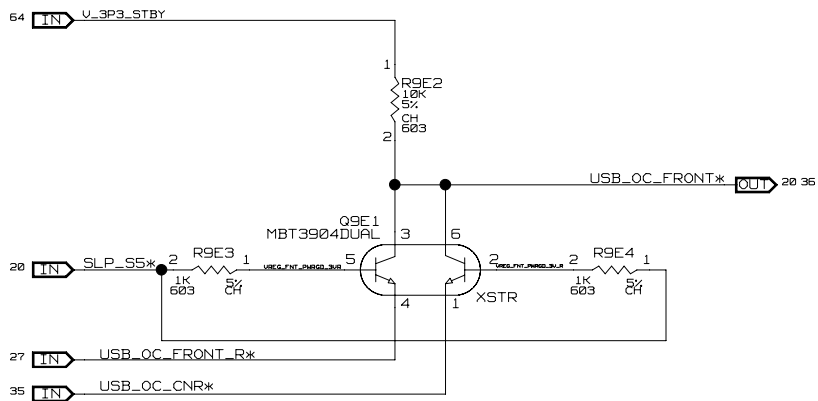 64 IN V_3P3_STBY
1
R9E2
10K
5%
CH
603
2
USB_OC_FRONT* OUT 20 36
Q9E1
MBT3904DUAL
3 6
20 IN SLP_S5* 2 R9E3 1 VREG_FNT_PWRGD_3VR 5 2 VREG_FNT_PWRGD_3V_R 2 R9E4 1
1K 5% 1K 5%
603 CH 603 CH
4 1 XSTR
27 IN USB_OC_FRONT_R*
35 IN USB_OC_CNR*